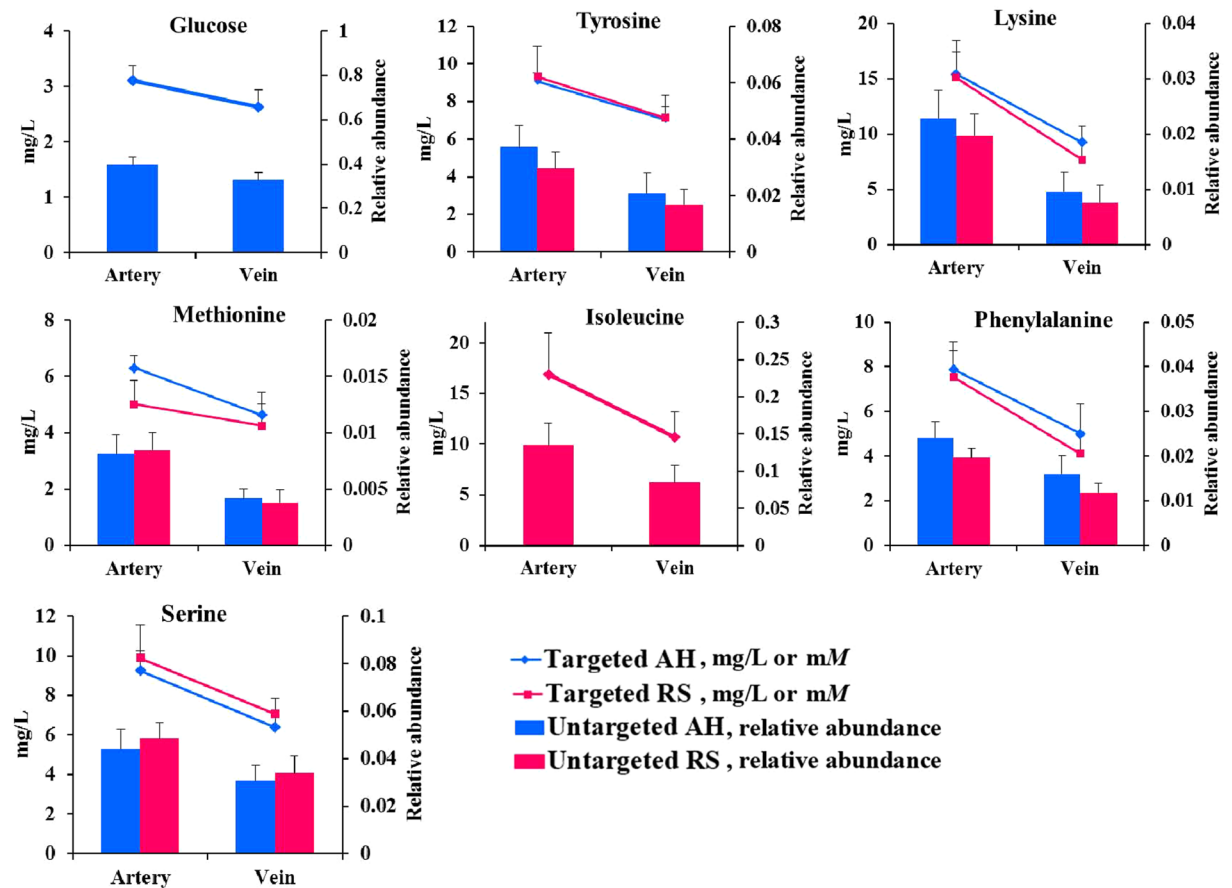 Glucose
4
3
2
1
0
mg/L
1
0.8
0.6
0.4
0.2
0
Relative abundance
Artery Vein
Tyrosine
12
10
8
6
4
2
0
mg/L
0.08
0.06
0.04
0.02
0
Relative abundance
Artery Vein
Lysine
20
15
10
5
0
mg/L
0.04
0.03
0.02
0.01
0
Relative abundance
Artery Vein
Methionine
8
6
4
2
0
mg/L
0.02
0.015
0.01
0.005
0
Relative abundance
Artery Vein
Isoleucine
20
15
10
5
0
mg/L
0.3
0.25
0.2
0.15
0.1
0.05
0
Relative abundance
Artery Vein
Phenylalanine
10
8
6
4
2
0
mg/L
0.05
0.04
0.03
0.02
0.01
0
Relative abundance
Artery Vein
Serine
12
10
8
6
4
2
0
mg/L
0.1
0.08
0.06
0.04
0.02
0
Relative abundance
Artery Vein
Targeted AH, mg/L or mM
Targeted RS, mg/L or mM
Untargeted AH, relative abundance
Untargeted RS, relative abundance